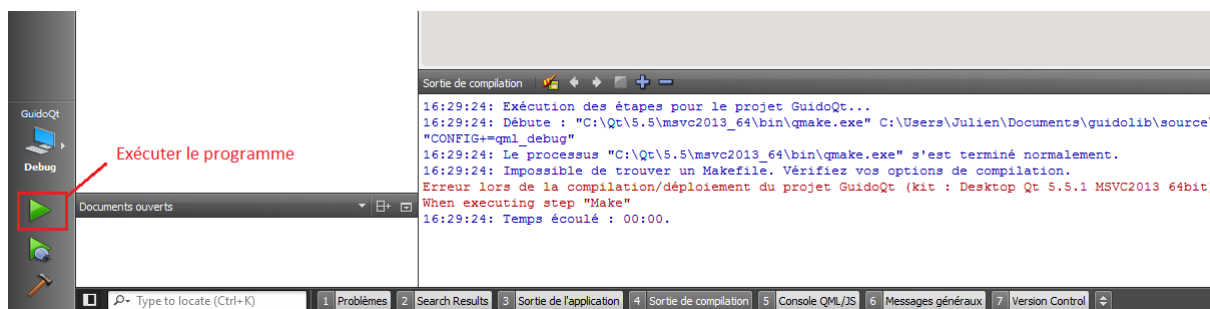 Sortie de compilation
GuidoQt
Debug
Exécuter le programme
Documents ouverts
16:29:24: Exécution des étapes pour le projet GuidoQt...
16:29:24: Débute : "C:\Qt\5.5\msvc2013_64\bin\qmake.exe" C:\Users\Julien\Documents\guidolib\source\
"CONFIG+=qml_debug"
16:29:24: Le processus "C:\Qt\5.5\msvc2013_64\bin\qmake.exe" s'est terminé normalement.
16:29:24: Impossible de trouver un Makefile. Vérifiez vos options de compilation.
Erreur lors de la compilation/déploiement du projet GuidoQt (kit : Desktop Qt 5.5.1 MSVC2013 64bit
When executing step "Make"
16:29:24: Temps écoulé : 00:00.
Type to locate (Ctrl+K) 1 Problèmes 2 Search Results 3 Sortie de l'application 4 Sortie de compilation 5 Console QML/JS 6 Messages généraux 7 Version Control